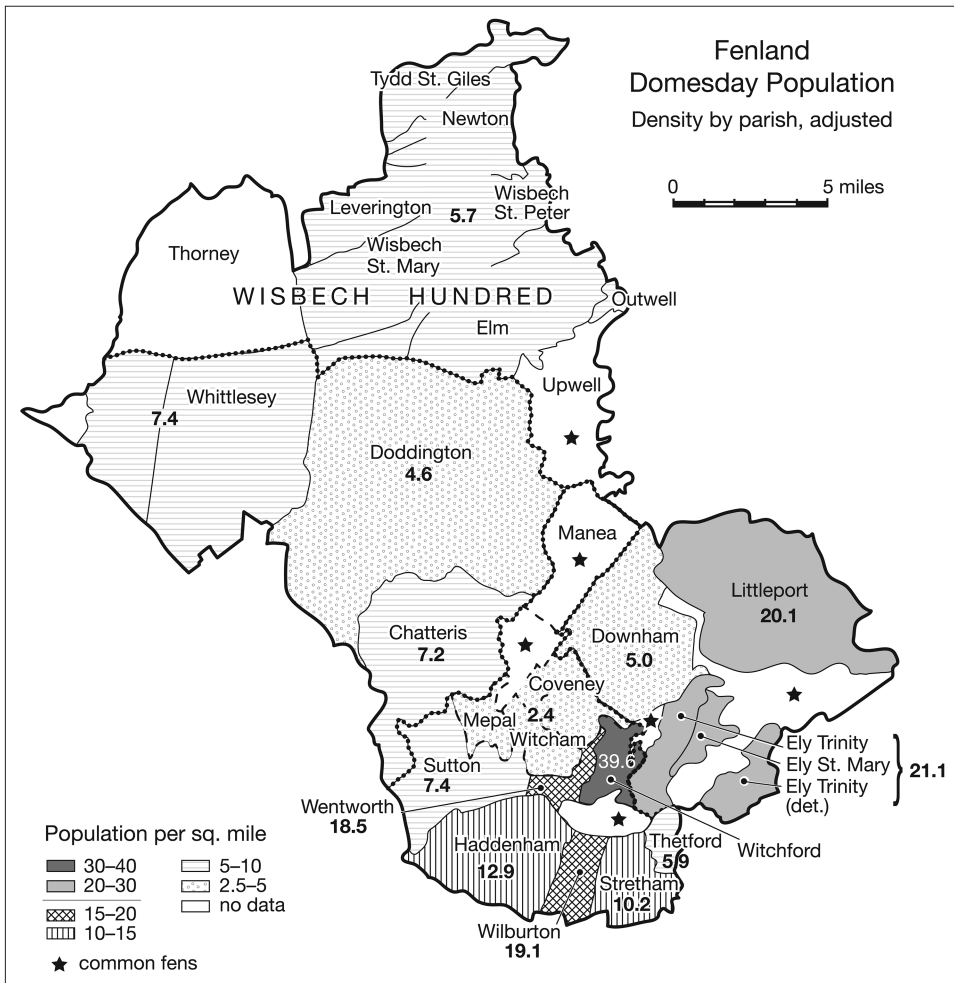 Fenland
Domesday Population
Density by parish, adjusted
0 5 miles
Tydd St. Giles
Newton
Leverington
5.7
Wisbech
St. Peter
Wisbech
St. Mary
Thorney
WISBECH HUNDRED
Outwell
Elm
Upwell
Whittlesey
7.4
Doddington
4.6
Manea
Littleport
20.1
Chatteris
7.2
Downham
5.0
Coveney
2.4
Mepal
Witcham
Sutton
7.4
39.6
Ely Trinity
Ely St. Mary
Ely Trinity
(det.)
21.1
Wentworth
18.5
Haddenham
12.9
Thetford
5.9
Witchford
Stretham
10.2
Wilburton
19.1
Population per sq. mile
30–40
20–30
15–20
10–15
5–10
2.5–5
no data
common fens